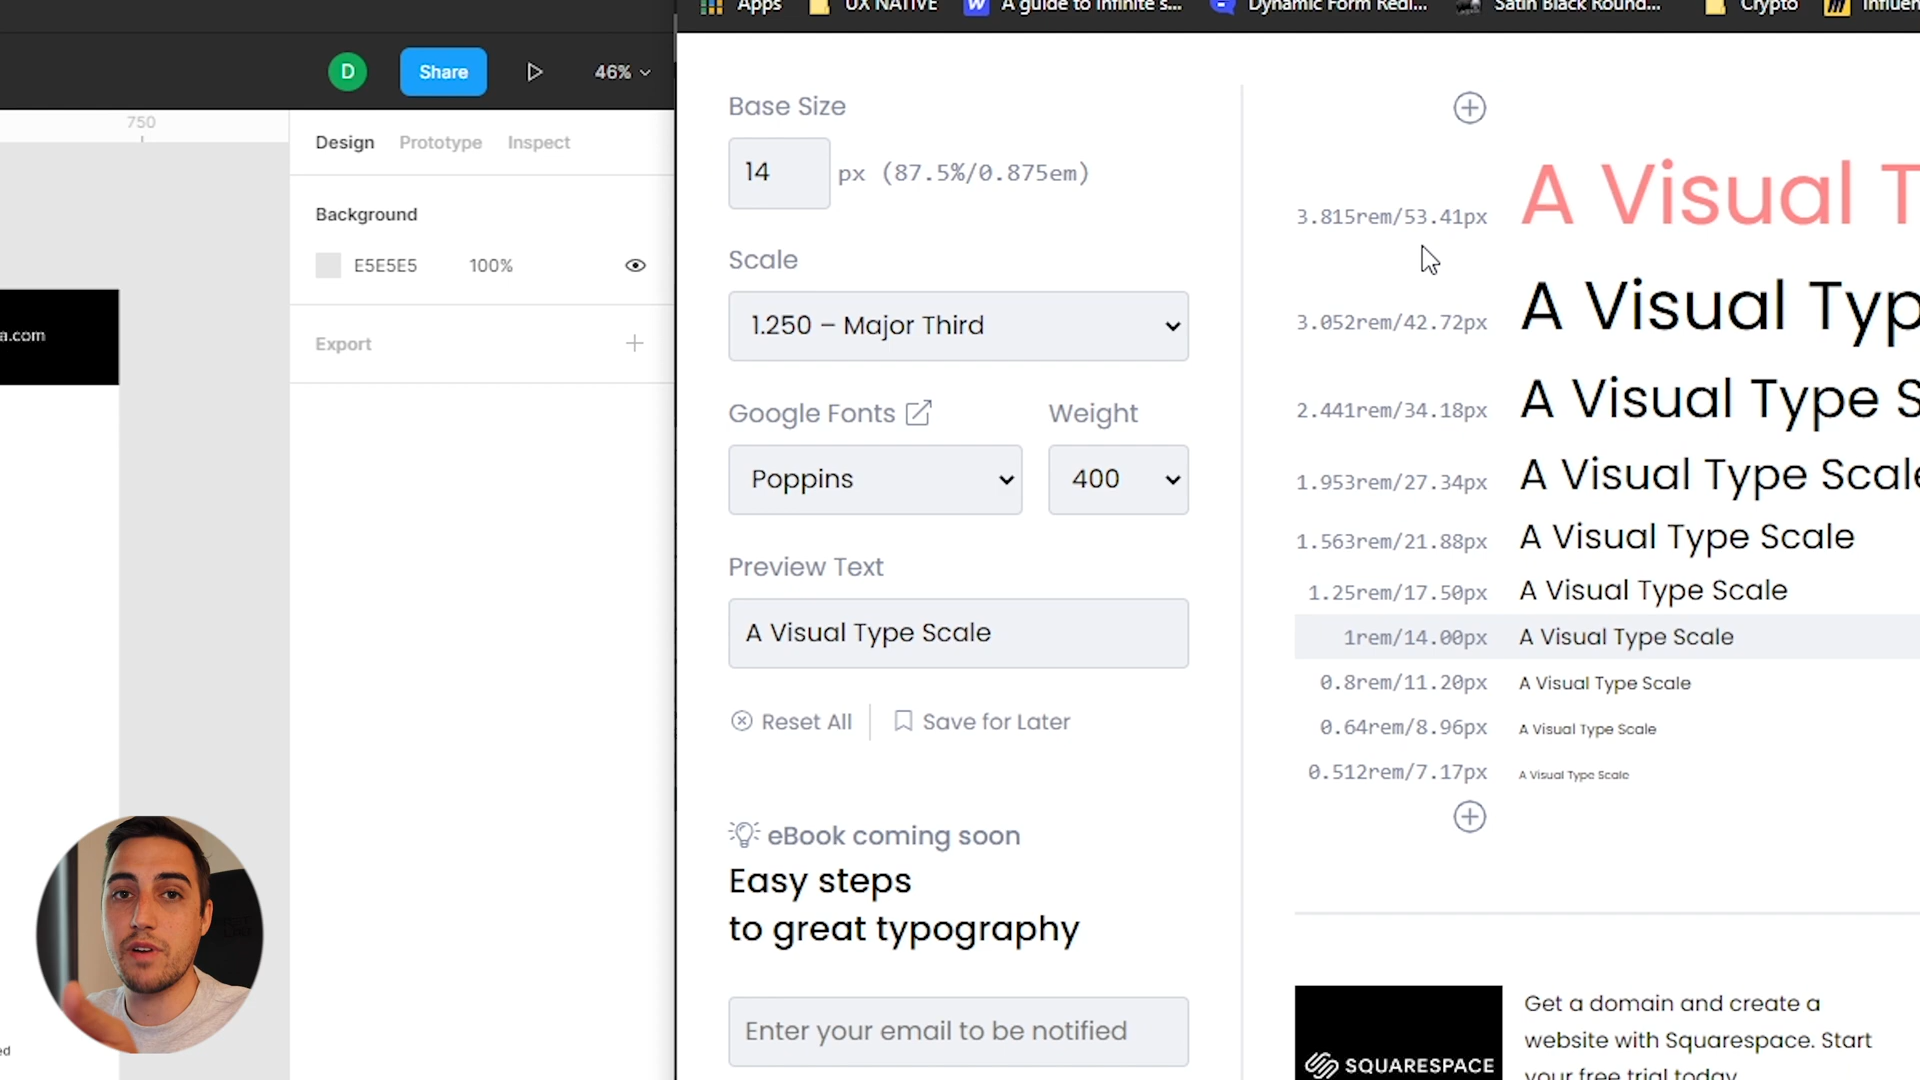 Apps
UX NATIVE
A guide to infinite s...
Dynamic Form Redi...
Satin Black Round...
Crypto
D
Share
46%
750
Design
Prototype
Inspect
Background
E5E5E5
100%
Export
a.com
ed
Base Size
14
px (87.5%/0.875em)
Scale
1.250 – Major Third
Google Fonts
Weight
Poppins
400
Preview Text
A Visual Type Scale
Reset All
Save for Later
eBook coming soon
Easy steps
to great typography
Enter your email to be notified
3.815rem/53.41px
A Visual T
3.052rem/42.72px
A Visual Typ
2.441rem/34.18px
A Visual Type S
1.953rem/27.34px
A Visual Type Scale
1.563rem/21.88px
A Visual Type Scale
1.25rem/17.50px
A Visual Type Scale
1rem/14.00px
A Visual Type Scale
0.8rem/11.20px
A Visual Type Scale
0.64rem/8.96px
A Visual Type Scale
0.512rem/7.17px
A Visual Type Scale
SQUARESPACE
Get a domain and create a
website with Squarespace. Start
your free trial today